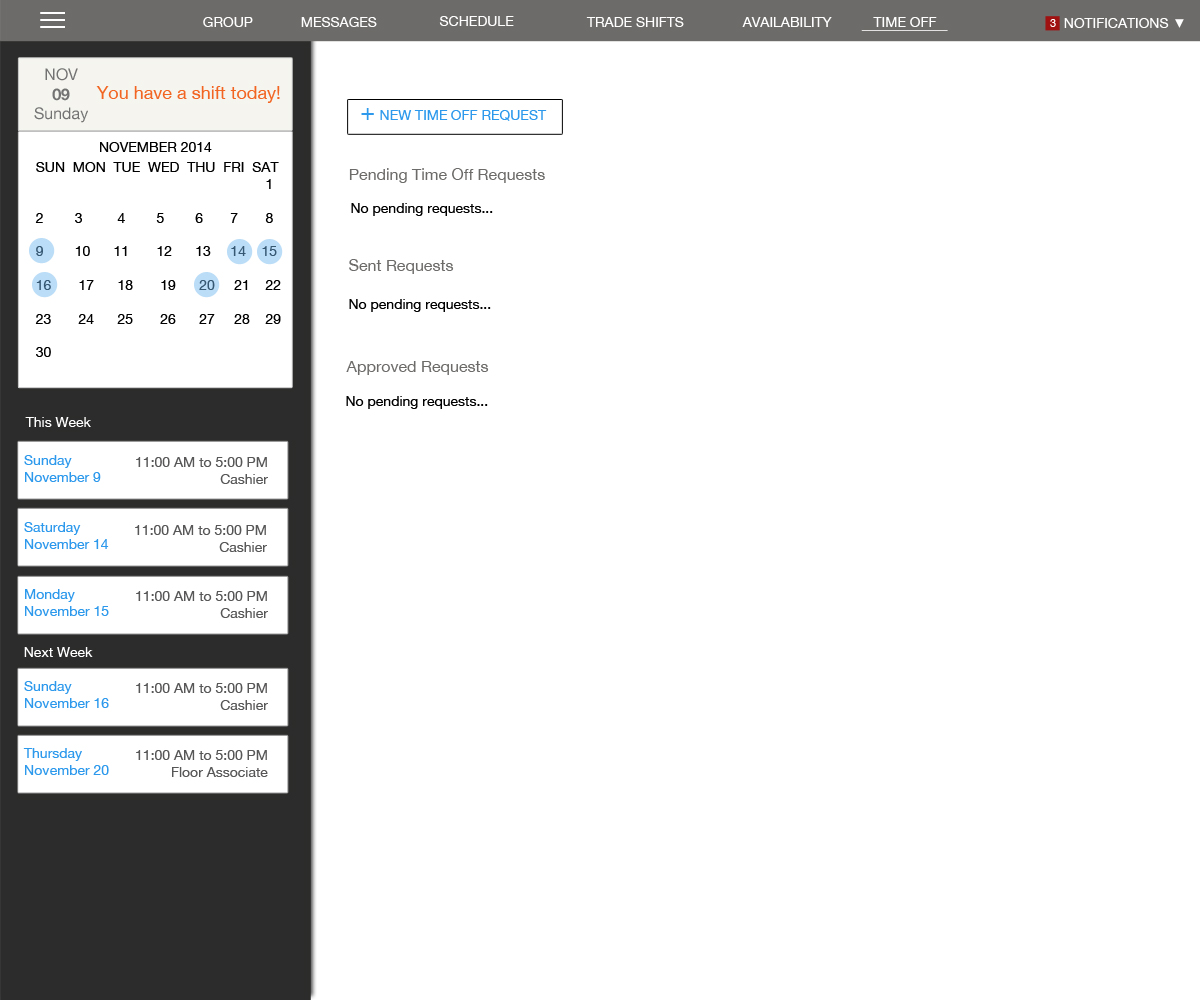 GROUP MESSAGES SCHEDULE TRADE SHIFTS AVAILABILITY TIME OFF 3 NOTIFICATIONS ▼
NOV
09
Sunday
You have a shift today!
NOVEMBER 2014
SUN MON TUE WED THU FRI SAT
1
2 3 4 5 6 7 8
9 10 11 12 13 14 15
16 17 18 19 20 21 22
23 24 25 26 27 28 29
30
This Week
Sunday
November 9
11:00 AM to 5:00 PM
Cashier
Saturday
November 14
11:00 AM to 5:00 PM
Cashier
Monday
November 15
11:00 AM to 5:00 PM
Cashier
Next Week
Sunday
November 16
11:00 AM to 5:00 PM
Cashier
Thursday
November 20
11:00 AM to 5:00 PM
Floor Associate
+ NEW TIME OFF REQUEST
Pending Time Off Requests
No pending requests...
Sent Requests
No pending requests...
Approved Requests
No pending requests...